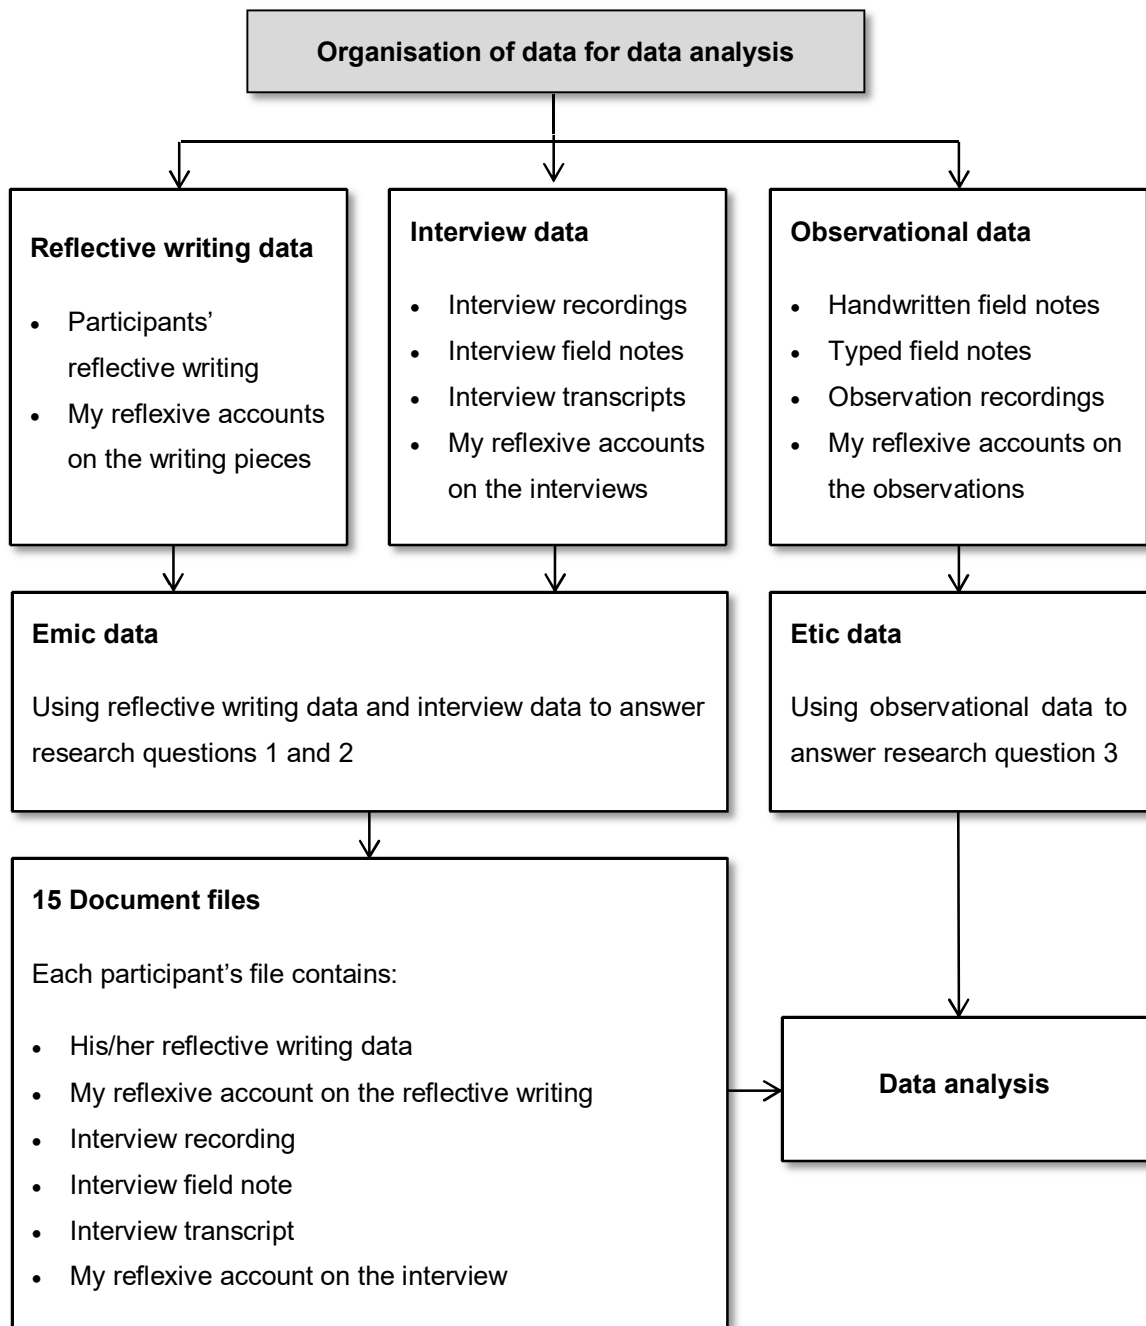 Organisation of data for data analysis
Reflective writing data
• Participants’
reflective writing
• My reflexive accounts
on the writing pieces
Interview data
• Interview recordings
• Interview field notes
• Interview transcripts
• My reflexive accounts
on the interviews
Observational data
• Handwritten field notes
• Typed field notes
• Observation recordings
• My reflexive accounts on
the observations
Emic data
Using reflective writing data and interview data to answer
research questions 1 and 2
Etic data
Using observational data to
answer research question 3
15 Document files
Each participant’s file contains:
• His/her reflective writing data
• My reflexive account on the reflective writing
• Interview recording
• Interview field note
• Interview transcript
• My reflexive account on the interview
Data analysis